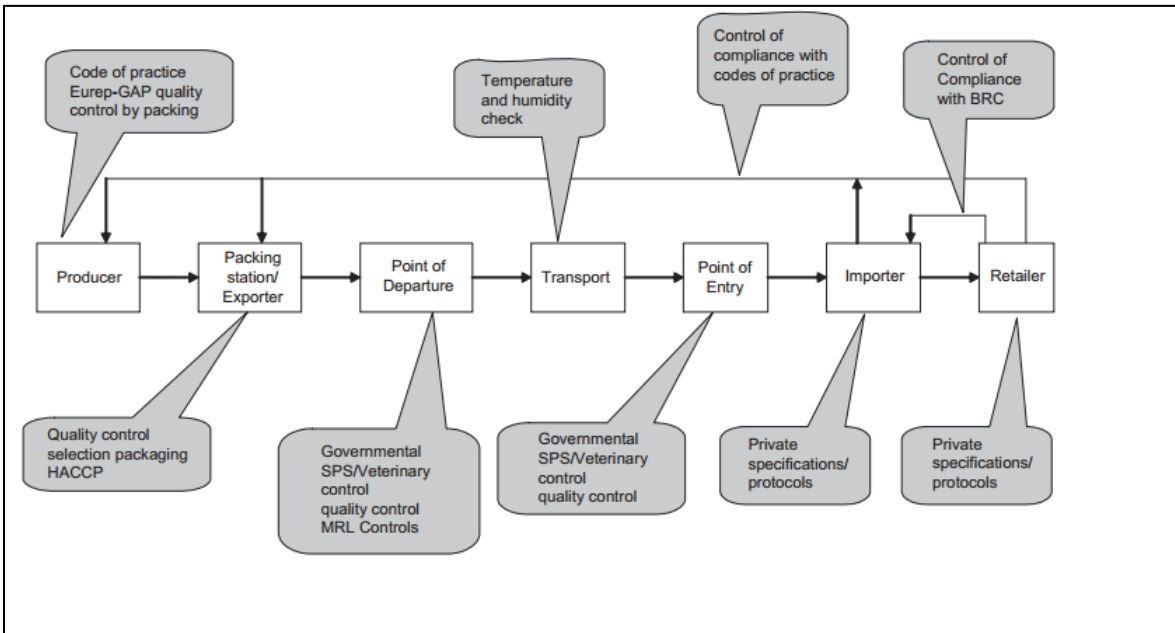 Code of practice
Eurep-GAP quality
control by packing
Temperature
and humidity
check
Control of
compliance with
codes of practice
Control of
Compliance
with BRC
Producer
Packing
station/
Exporter
Point of
Departure
Transport
Point of
Entry
Importer
Retailer
Quality control
selection packaging
HACCP
Governmental
SPS/Veterinary
control
quality control
MRL Controls
Governmental
SPS/Veterinary
control
quality control
Private
specifications/
protocols
Private
specifications/
protocols